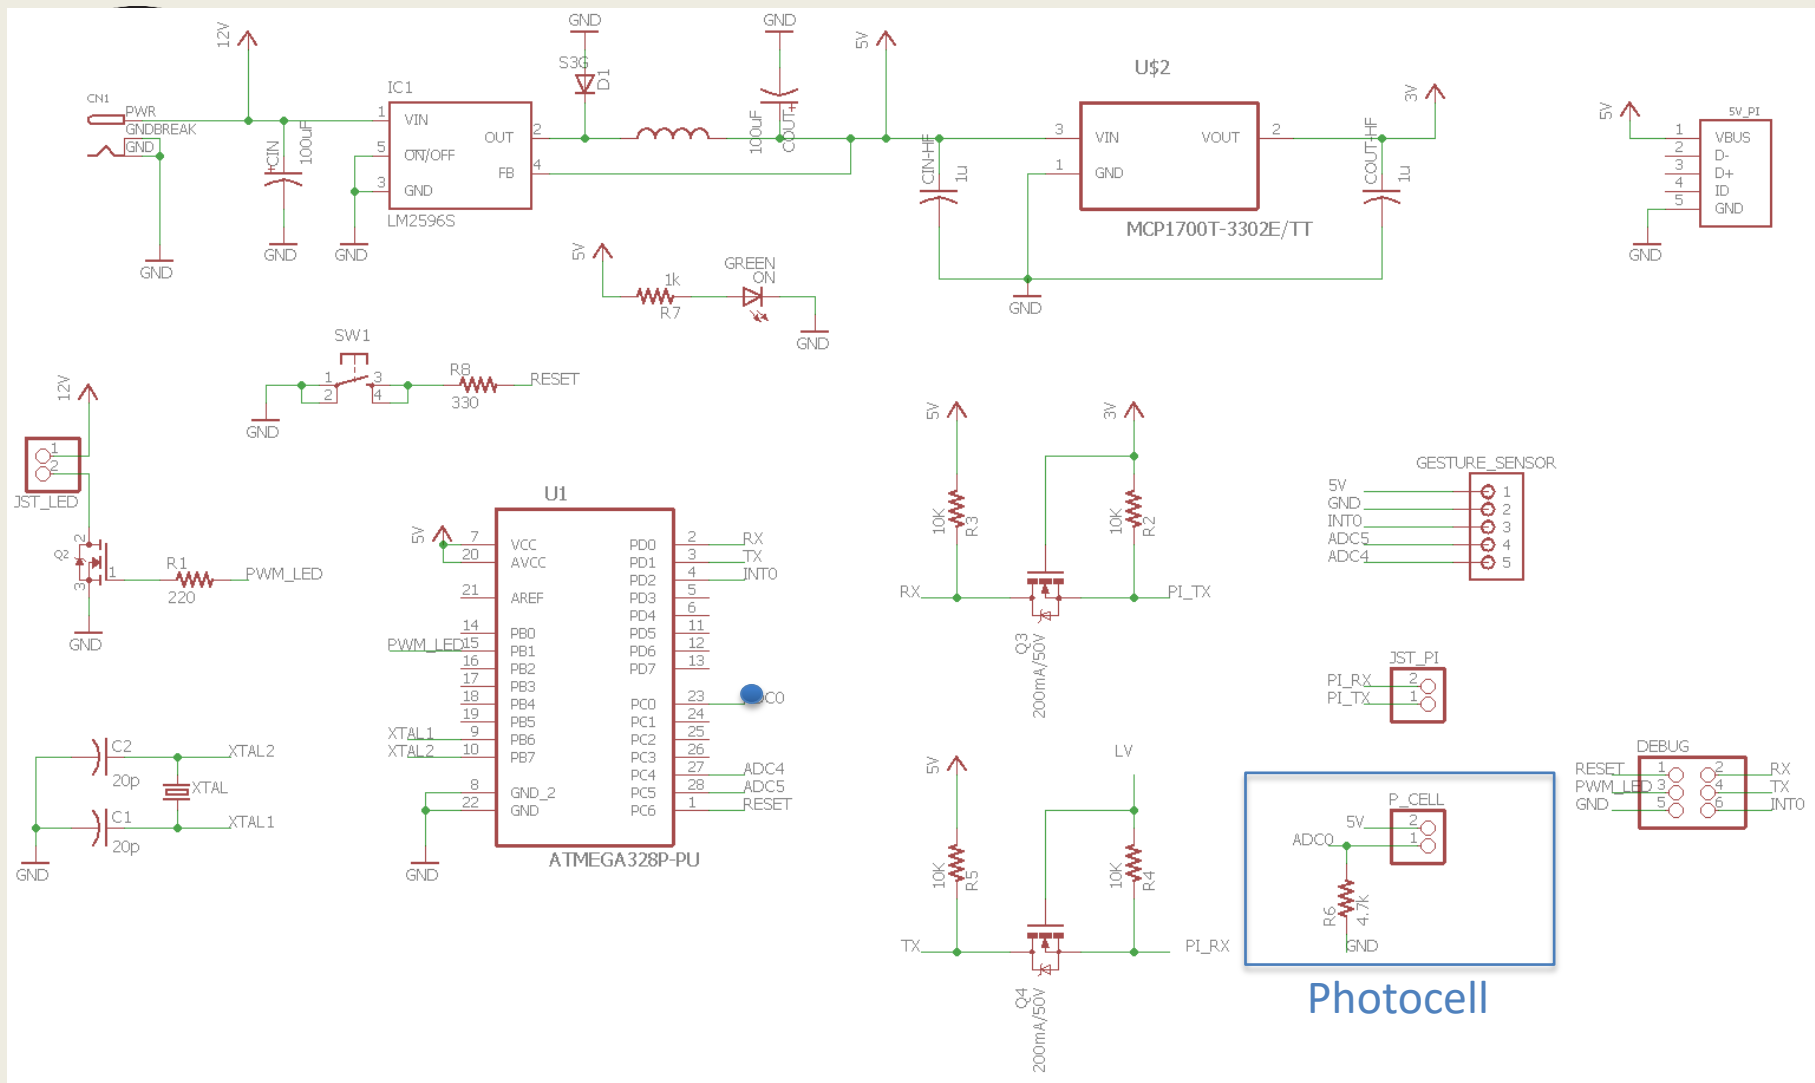 GND
GND
12V
5V
S3G
D1
U$2
3V
IC1
CN1
PWR
GNDBREAK
GND
1
VIN
CIN
+
100uF
5
ON/OFF
3
GND
OUT
2
FB
4
LM2596S
100uF
COUT+
CIN-HF
1u
3
VIN
1
GND
VOUT
2
COUT-HF
1u
MCP1700T-3302E/TT
5V
5V_PI
1
VBUS
2
D-
3
D+
4
ID
5
GND
GND
GND
GND
GND
GND
5V
1k
R7
GREEN
ON
GND
SW1
1
2
3
4
R8
330
RESET
GND
12V
1
2
JST_LED
Q2
2
1
3
R1
220
PWM_LED
GND
U1
5V
7
VCC
20
AVCC
21
AREF
14
PB0
PWM_LED
15
PB1
16
PB2
17
PB3
18
PB4
19
PB5
XTAL1
9
PB6
XTAL2
10
PB7
8
GND_2
22
GND
PD0
2
RX
PD1
3
TX
PD2
4
INT0
PD3
5
PD4
6
PD5
11
PD6
12
PD7
13
PC0
23
C0
PC1
24
PC2
25
PC3
26
PC4
27
ADC4
PC5
28
ADC5
PC6
1
RESET
GND
ATMEGA328P-PU
C2
20p
XTAL2
XTAL
C1
20p
XTAL1
GND
5V
3V
10K
R3
10K
R2
RX
PI_TX
Q3
200mA/50V
5V
LV
10K
R5
10K
R4
TX
PI_RX
Q4
200mA/50V
GESTURE_SENSOR
5V
1
GND
2
INT0
3
ADC5
4
ADC4
5
JST_PI
PI_RX
2
PI_TX
1
P_CELL
5V
2
ADC0
1
R6
4.7k
GND
Photocell
DEBUG
RESET
1
2
RX
PWM_LED
3
4
TX
GND
5
6
INT0